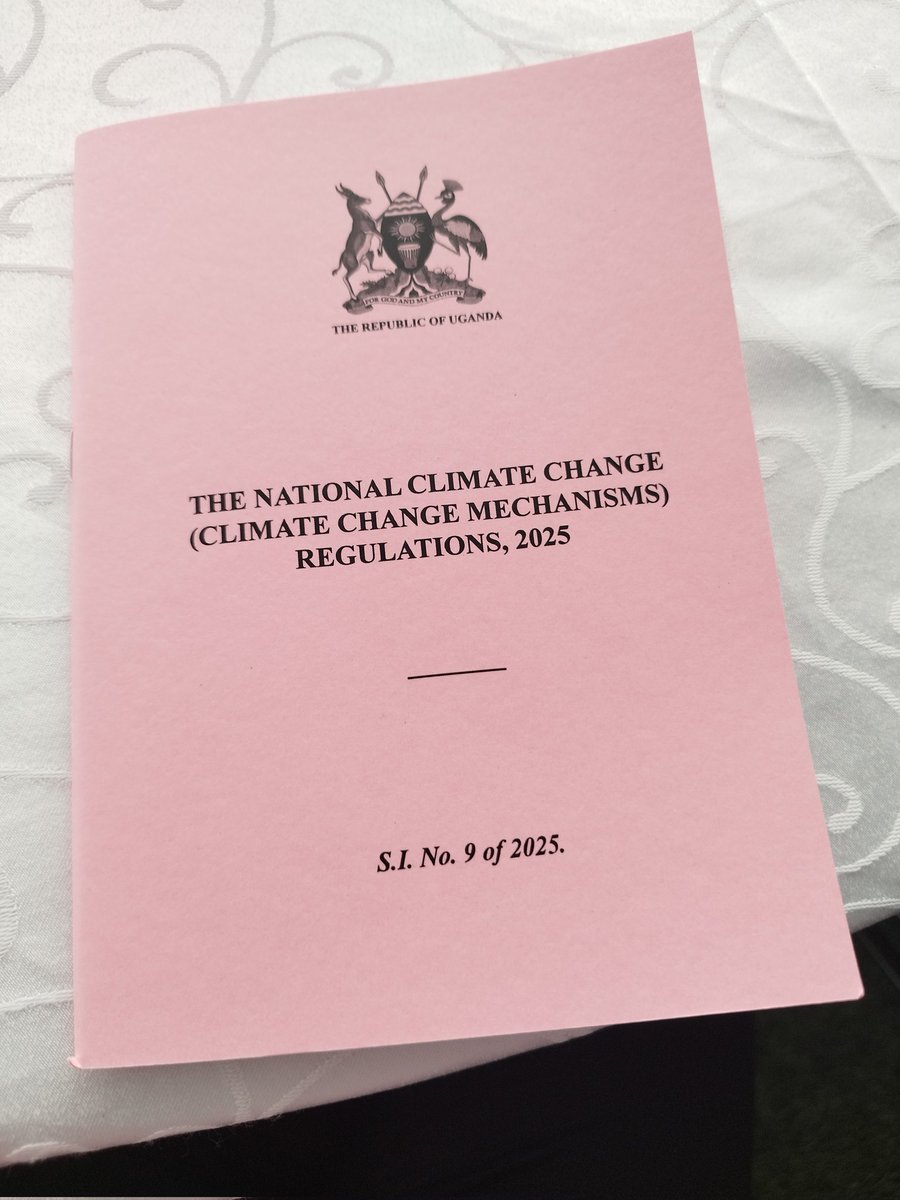 FOR GOD AND MY COUNTRY
THE REPUBLIC OF UGANDA
THE NATIONAL CLIMATE CHANGE
(CLIMATE CHANGE MECHANISMS)
REGULATIONS, 2025
S.I. No. 9 of 2025.